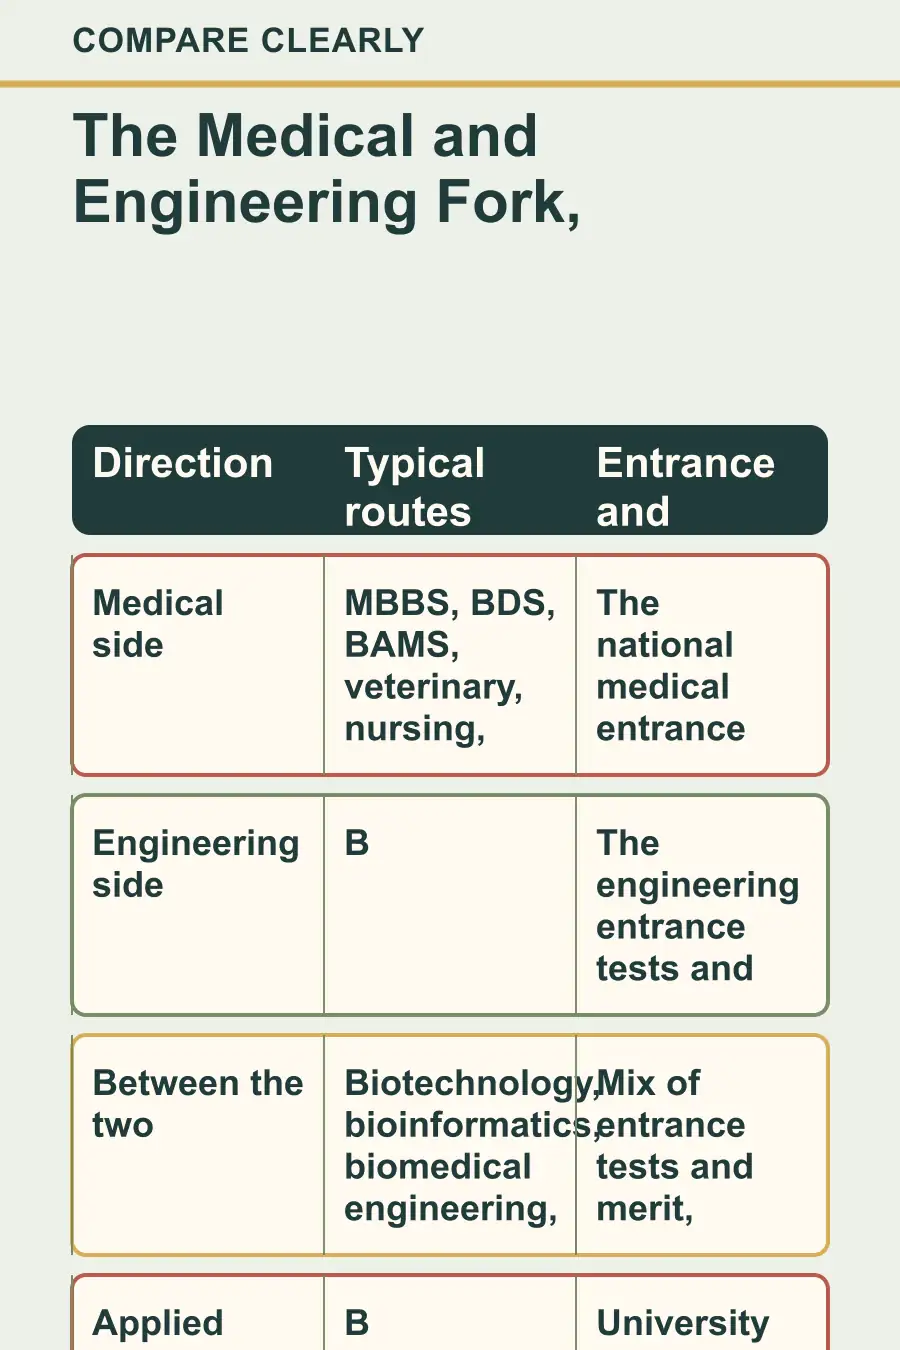 COMPARE CLEARLY
The Medical and
Engineering Fork,
Direction
Typical
routes
Entrance
and
Medical
side
MBBS, BDS,
BAMS,
veterinary,
nursing,
The
national
medical
entrance
Engineering
side
B
The
engineering
entrance
tests and
Between the
two
Biotechnology,
bioinformatics,
biomedical
engineering,
Mix of
entrance
tests and
merit,
Applied
B
University